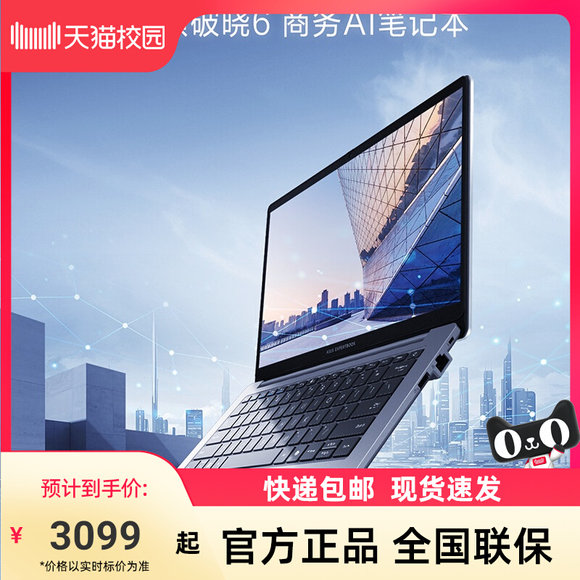 天猫校园
破晓6 商务AI笔记本
ASUS EXPERTBOOK
预计到手价:
¥ 3099 起
*价格以实时标价为准
快递包邮 现货速发
官方正品 全国联保